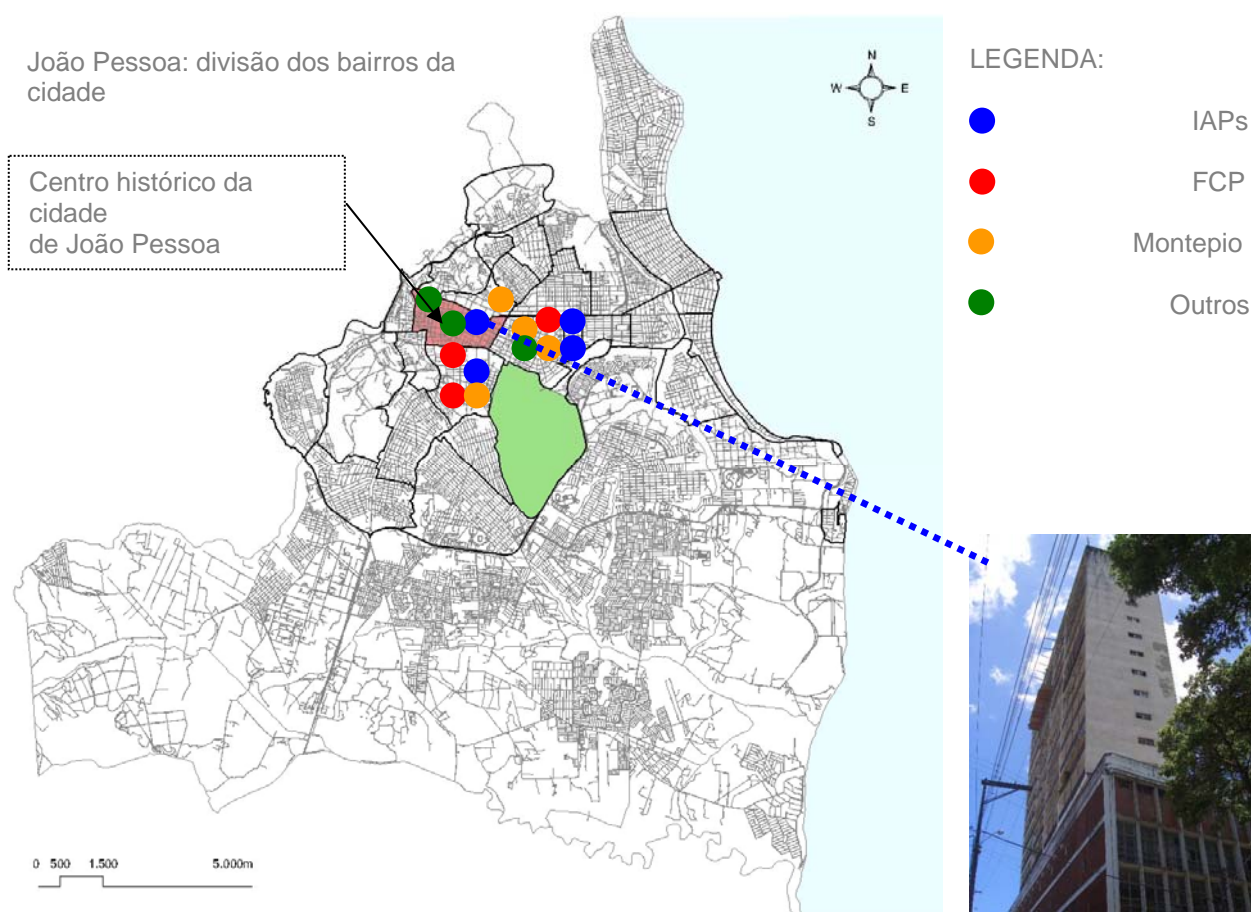 João Pessoa: divisão dos bairros da
cidade
Centro histórico da
cidade
de João Pessoa
N
W E
S
LEGENDA:
IAPs
FCP
Montepio
Outros
0 500 1.500 5.000m